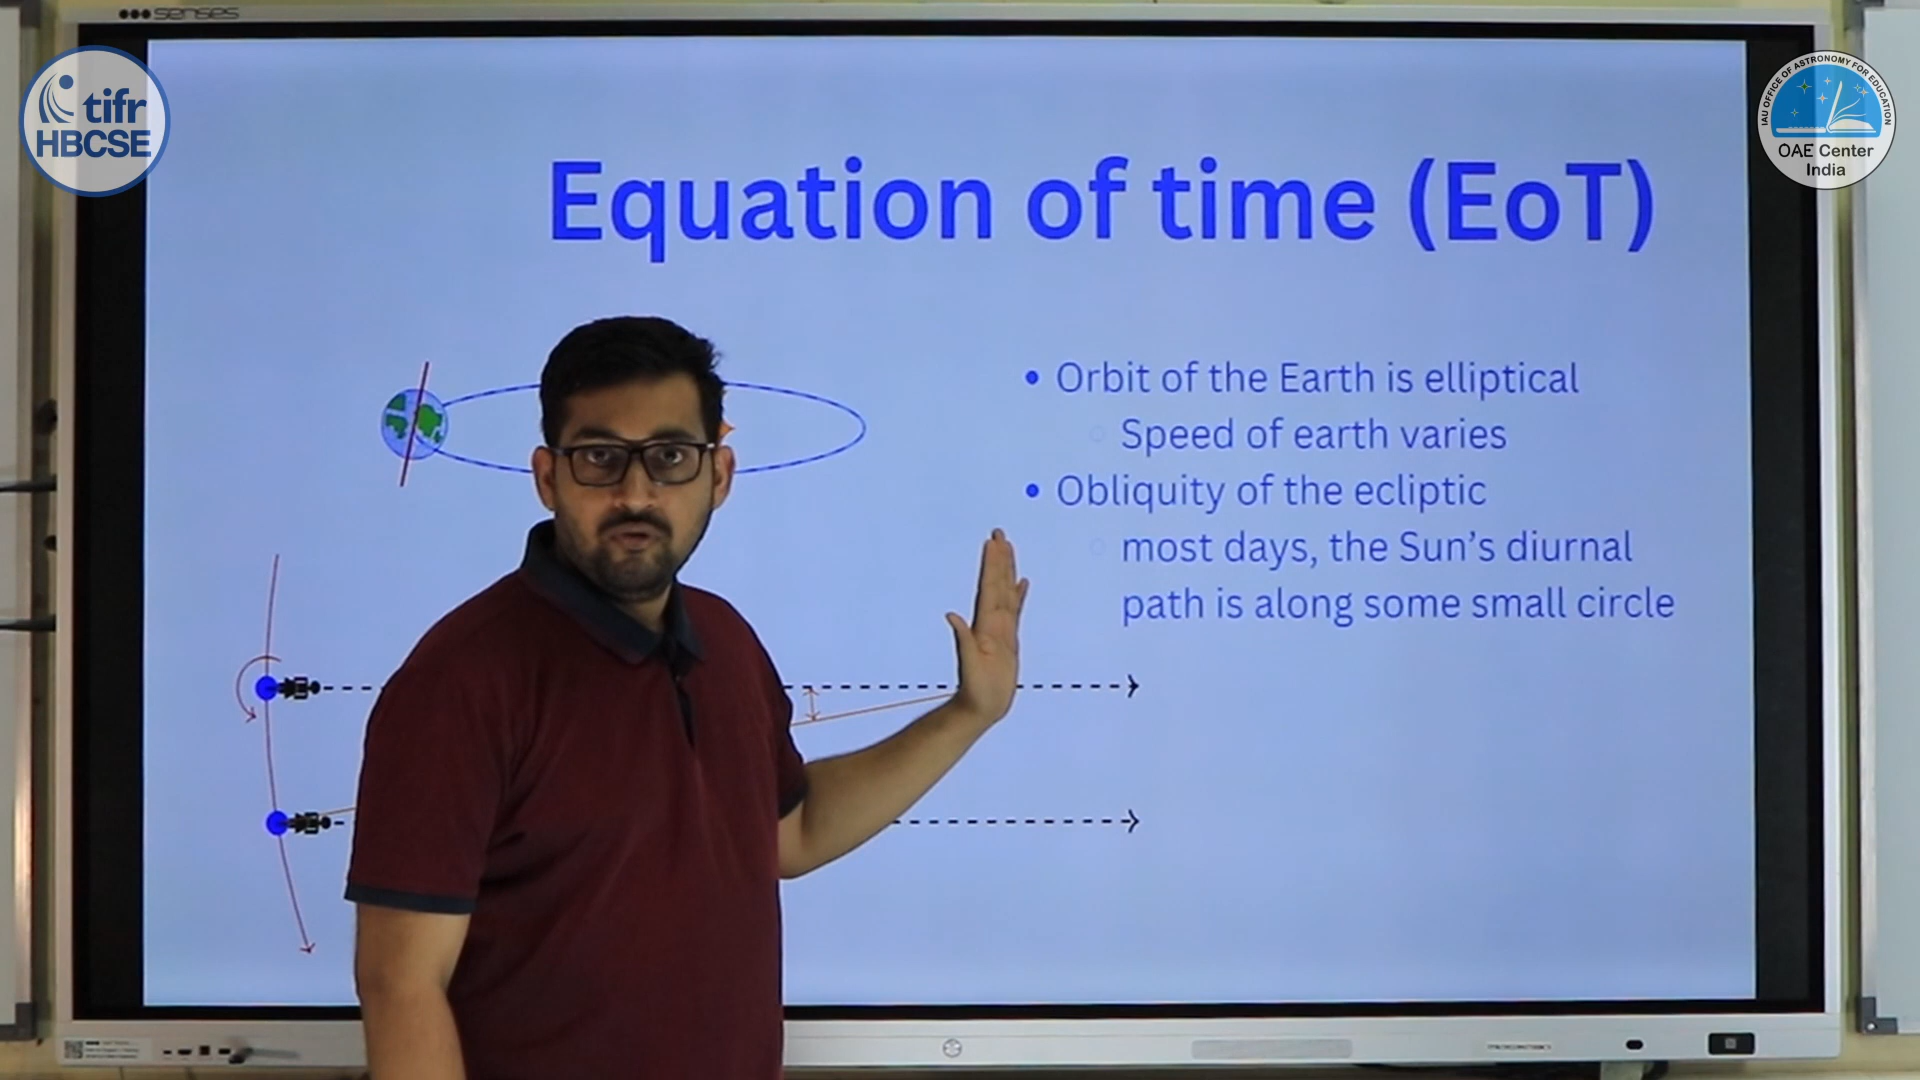 senses
tifr
HBCSE
IAU OFFICE OF ASTRONOMY FOR EDUCATION
OAE Center
India
Equation of time (EoT)
• Orbit of the Earth is elliptical
Speed of earth varies
• Obliquity of the ecliptic
most days, the Sun's diurnal
path is along some small circle